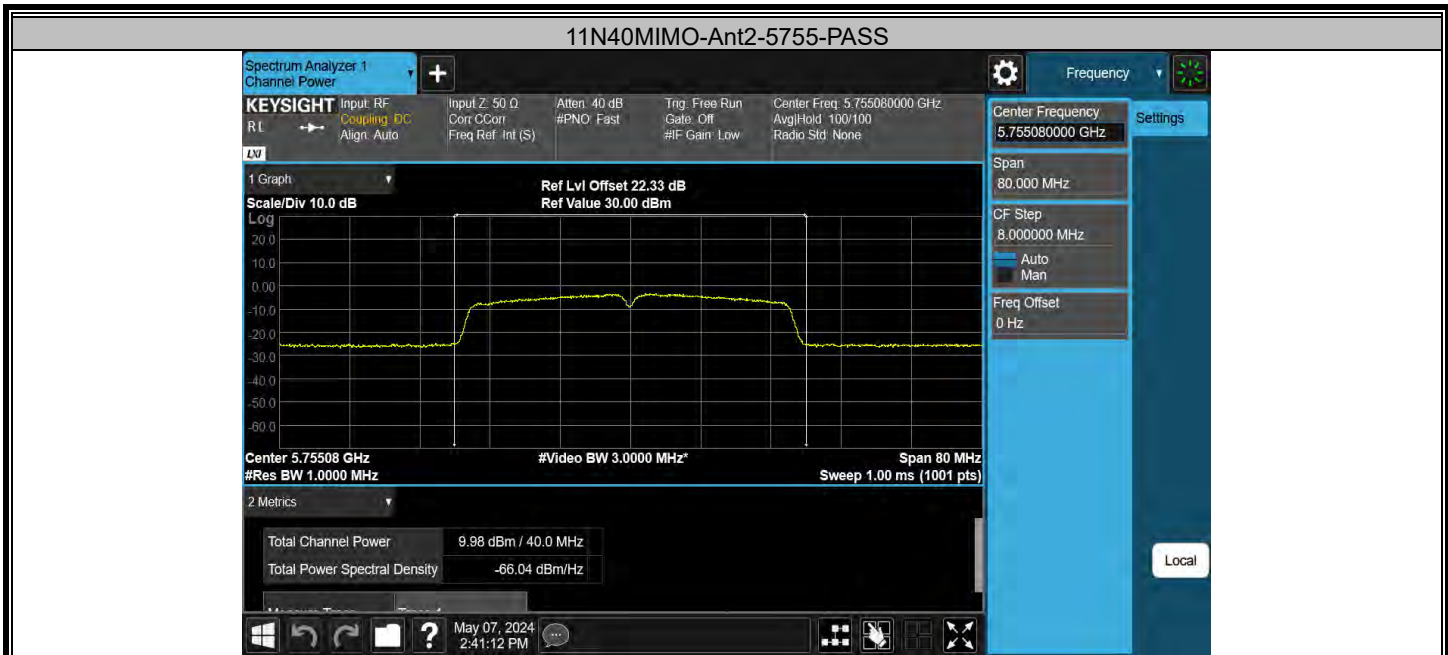 11N40MIMO-Ant2-5755-PASS
Spectrum Analyzer 1
Channel Power
+
Frequency
KEYSIGHT
RL
LXI
Input: RF
Coupling: DC
Align: Auto
Input Z: 50 Ω
Corr CCorr
Freq Ref: Int (S)
Atten: 40 dB
#PNO: Fast
Trig: Free Run
Gate: Off
#IF Gain: Low
Center Freq: 5.755080000 GHz
Avg|Hold: 100/100
Radio Std: None
Center Frequency
5.755080000 GHz
Settings
Span
80.000 MHz
CF Step
8.000000 MHz
Auto
Man
Freq Offset
0 Hz
Local
1 Graph
Scale/Div 10.0 dB
Ref Lvl Offset 22.33 dB
Ref Value 30.00 dBm
Log
20.0
10.0
0.00
-10.0
-20.0
-30.0
-40.0
-50.0
-60.0
Center 5.75508 GHz
#Video BW 3.0000 MHz*
Span 80 MHz
#Res BW 1.0000 MHz
Sweep 1.00 ms (1001 pts)
2 Metrics
Total Channel Power 9.98 dBm / 40.0 MHz
Total Power Spectral Density -66.04 dBm/Hz
?
May 07, 2024
2:41:12 PM